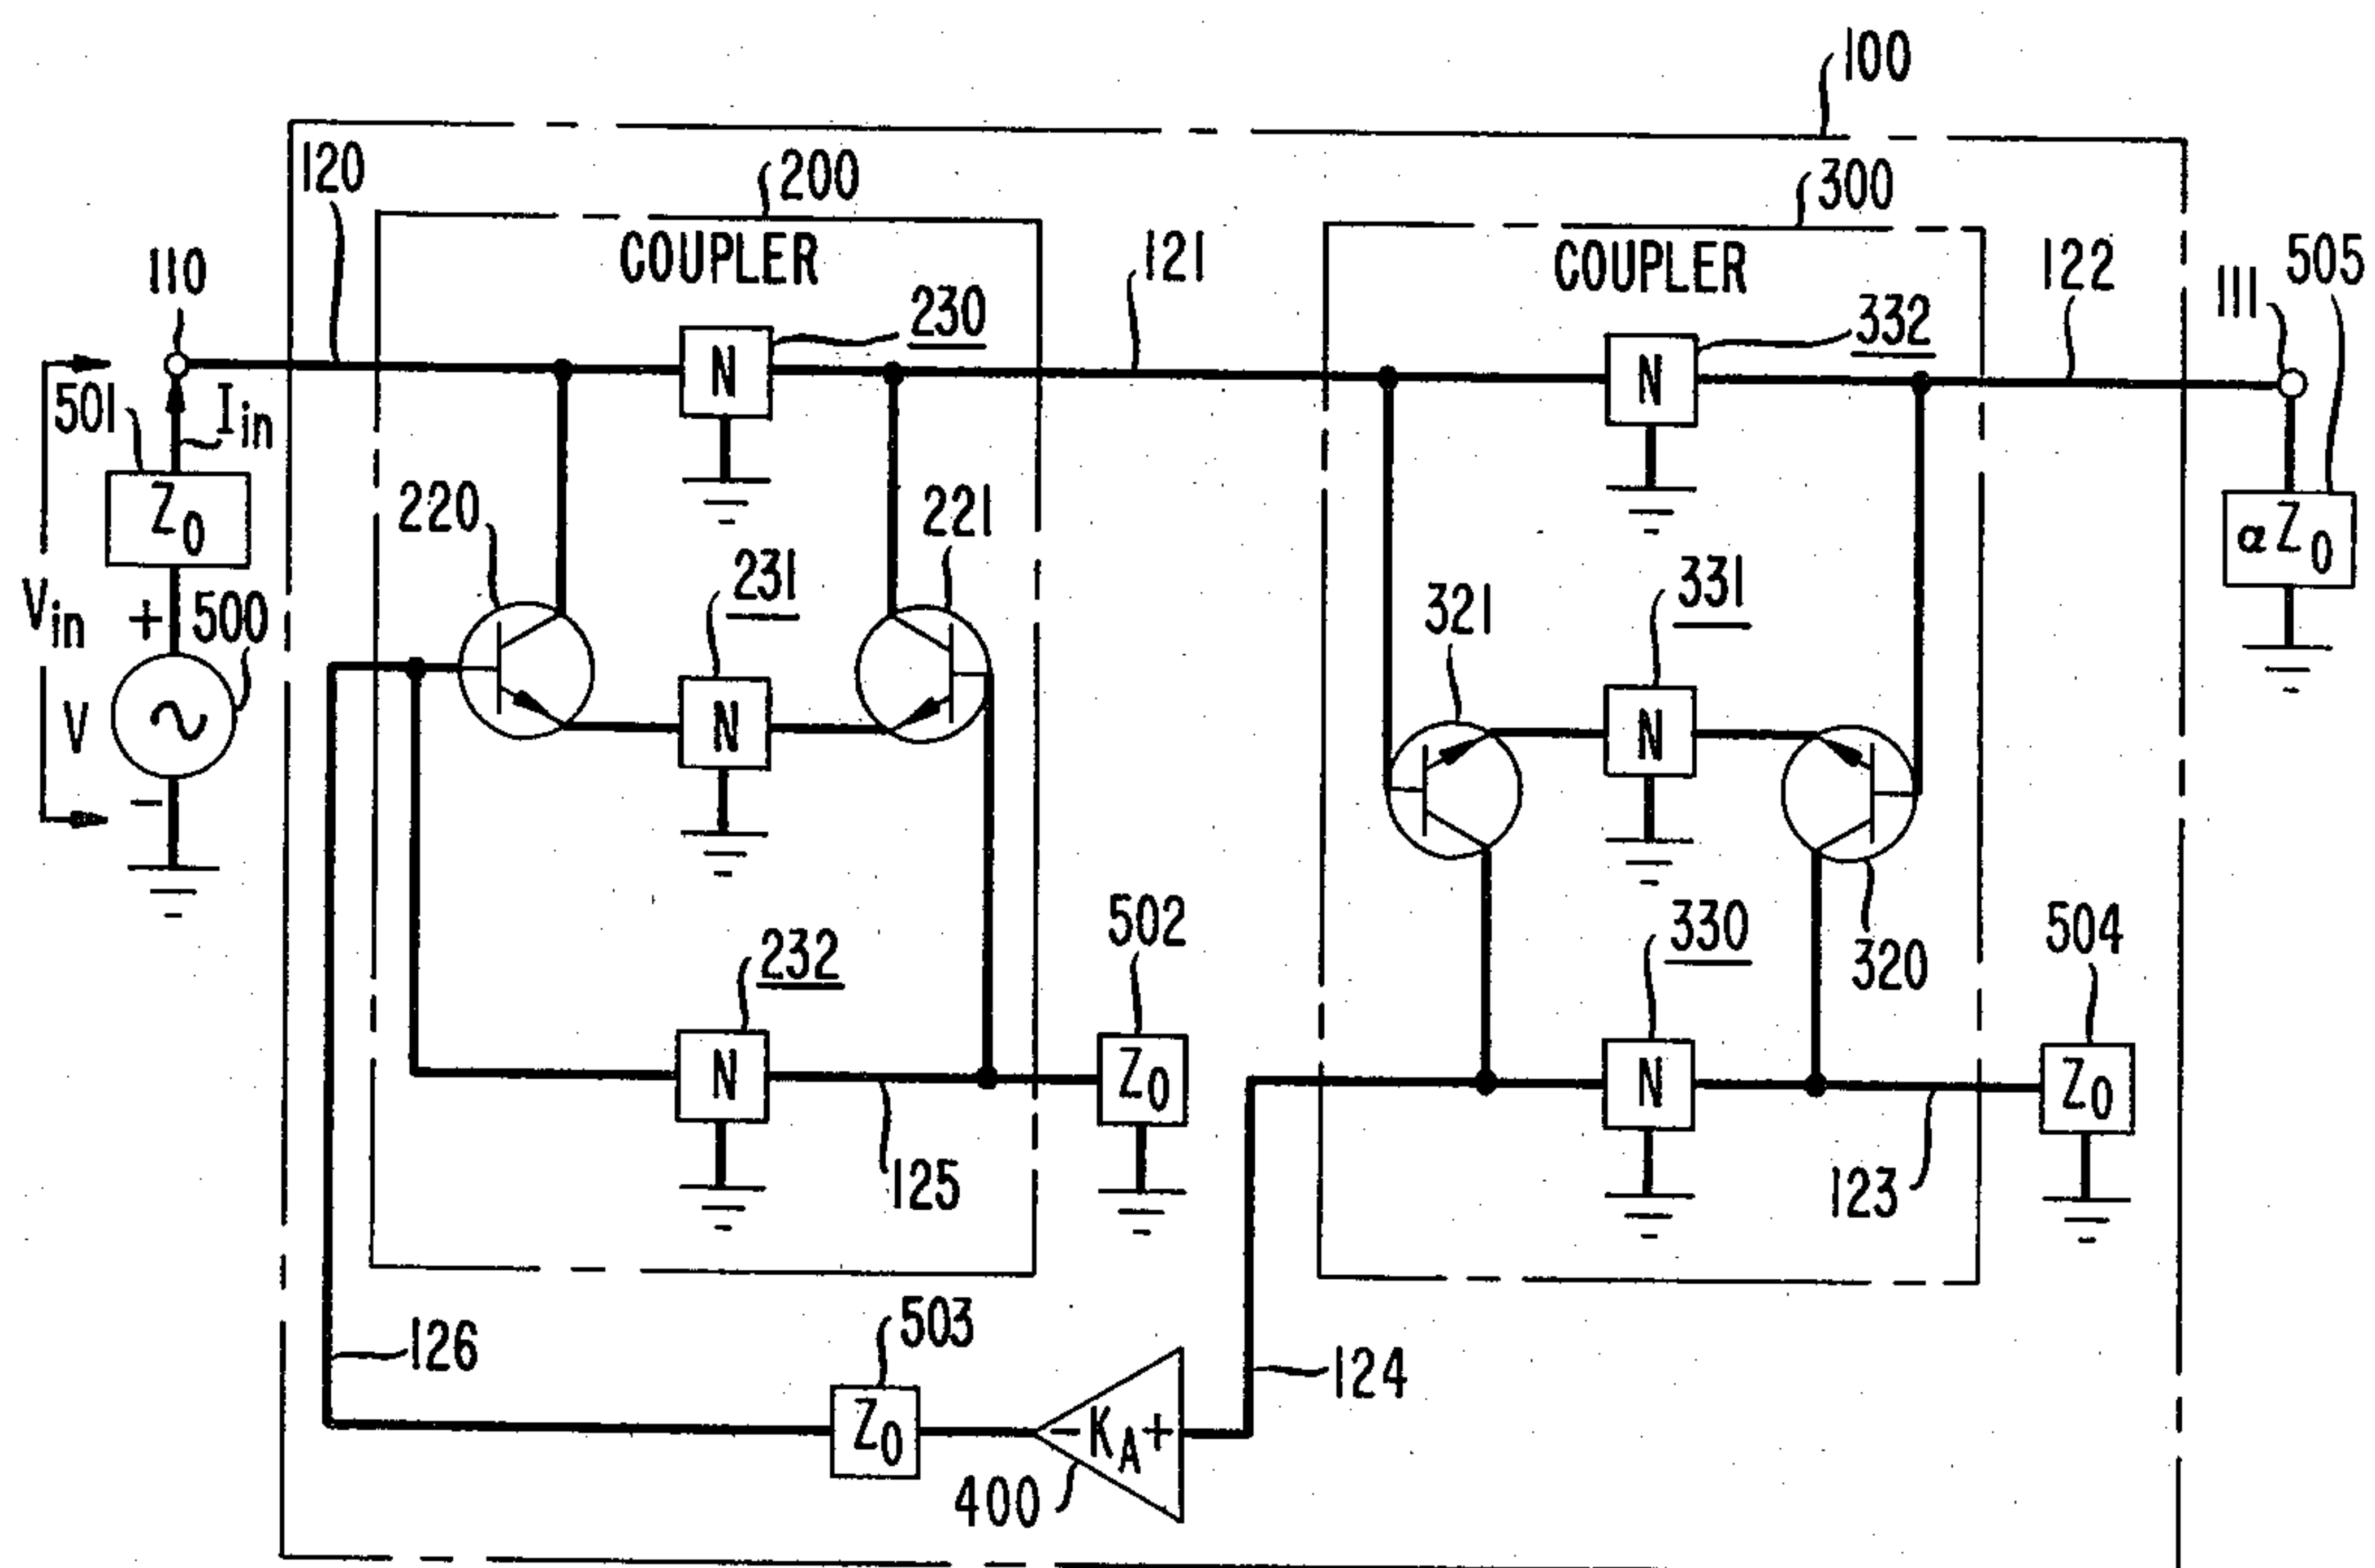 100
120
200
300
COUPLER
COUPLER
110
230
121
332
122
111
505
N
N
501
Iin
Z0
220
221
αZ0
Vin
+
500
231
331
321
V
N
N
-
232
502
330
504
320
N
Z0
N
Z0
125
123
503
126
124
Z0
-KA+
400